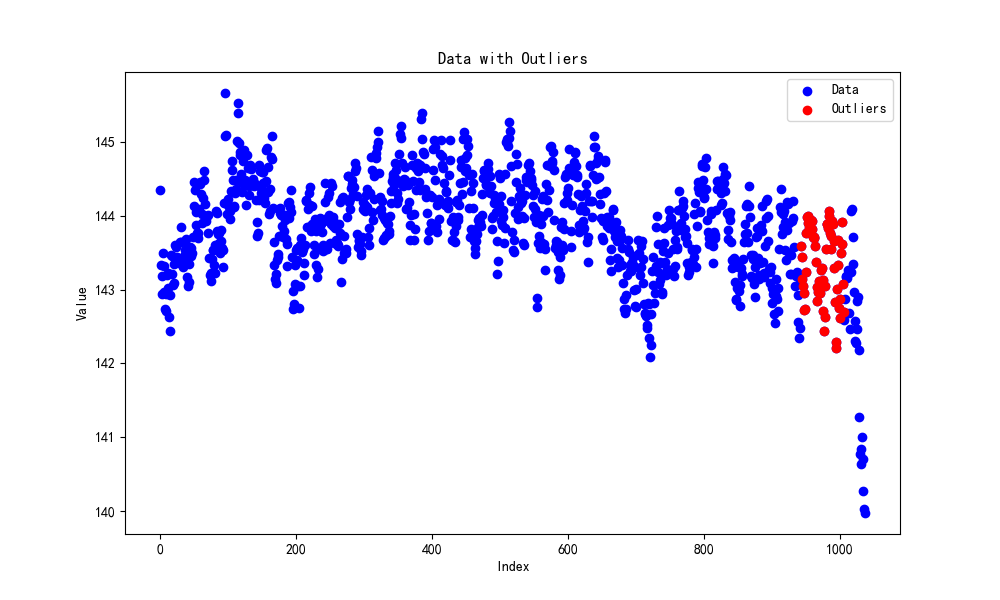 Data with Outliers
Data
Outliers
145
144
143
142
141
140
Value
0 200 400 600 800 1000
Index